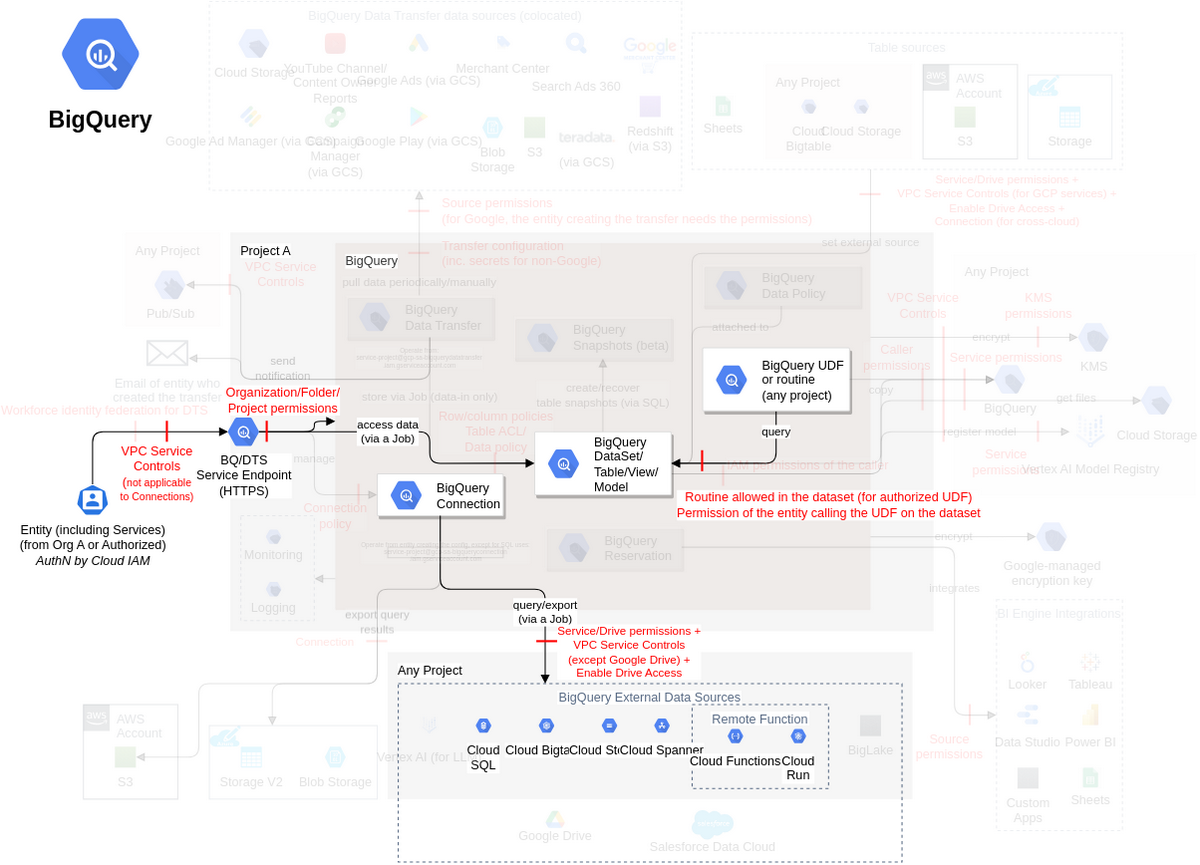 BigQuery Data Transfer data sources (colocated)
Cloud Storage
YouTube Channel/
Content Owner
Reports
Google Ads (via GCS)
Merchant Center
Search Ads 360
Google
Google Ad Manager (via GCS)
Campaign
Manager
(via GCS)
Google Play (via GCS)
Blob
Storage
S3
teradata.
(via GCS)
Redshift
(via S3)
BigQuery
Table sources
Sheets
Any Project
Cloud
Bigtable
Cloud Storage
aws
AWS
Account
S3
Storage
Source permissions
(for Google, the entity creating the transfer needs the permissions)
Transfer configuration
(inc. secrets for non-Google)
Service/Drive permissions +
VPC Service Controls (for GCP services) +
Enable Drive Access +
Connection (for cross-cloud)
set external source
Any Project
Pub/Sub
VPC Service
Controls
Project A
BigQuery
pull data periodically/manually
BigQuery
Data Transfer
BigQuery
Snapshots (beta)
BigQuery
Data Policy
attached to
send
notification
Email of entity who
created the transfer
store via Job (data-in only)
create/recover
table snapshots (via SQL)
Row/column policies
Table ACL/
Data policy
BigQuery UDF
or routine
(any project)
query
Any Project
VPC Service
Controls
KMS
permissions
encrypt
KMS
Caller
permissions
Service permissions
copy
BigQuery
get files
Cloud Storage
register model
Service
permissions
Vertex AI Model Registry
Workforce identity federation for DTS
Organization/Folder/
Project permissions
VPC Service
Controls
(not applicable
to Connections)
BQ/DTS
Service Endpoint
(HTTPS)
Entity (including Services)
(from Org A or Authorized)
AuthN by Cloud IAM
access data
(via a Job)
manage
Connection
policy
BigQuery
Connection
BigQuery
DataSet/
Table/View/
Model
IAM permissions of the caller
Routine allowed in the dataset (for authorized UDF)
Permission of the entity calling the UDF on the dataset
Monitoring
Logging
BigQuery
Reservation
encrypt
Google-managed
encryption key
integrates
export query
results
Connection
query/export
(via a Job)
Service/Drive permissions +
VPC Service Controls
(except Google Drive) +
Enable Drive Access
Any Project
BigQuery External Data Sources
Cloud
SQL
Cloud Bigta
Cloud St
Cloud Spanner
Remote Function
Cloud Functions
Cloud
Run
BigLake
Google Drive
Salesforce Data Cloud
aws
AWS
Account
S3
Storage V2
Blob Storage
Source
permissions
BI Engine Integrations
Looker
Tableau
Data Studio
Power BI
Custom
Apps
Sheets